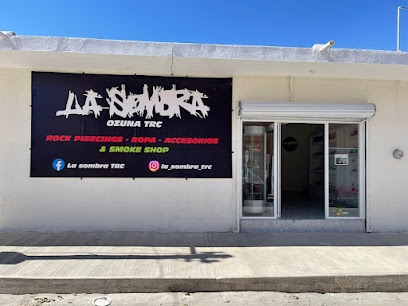 LA SOMBRA
OZUNA TRC
ROCK PIERCINGS - ROPA - ACCESORIOS
& SMOKE SHOP
La sombra TRC
la_sombra_trc